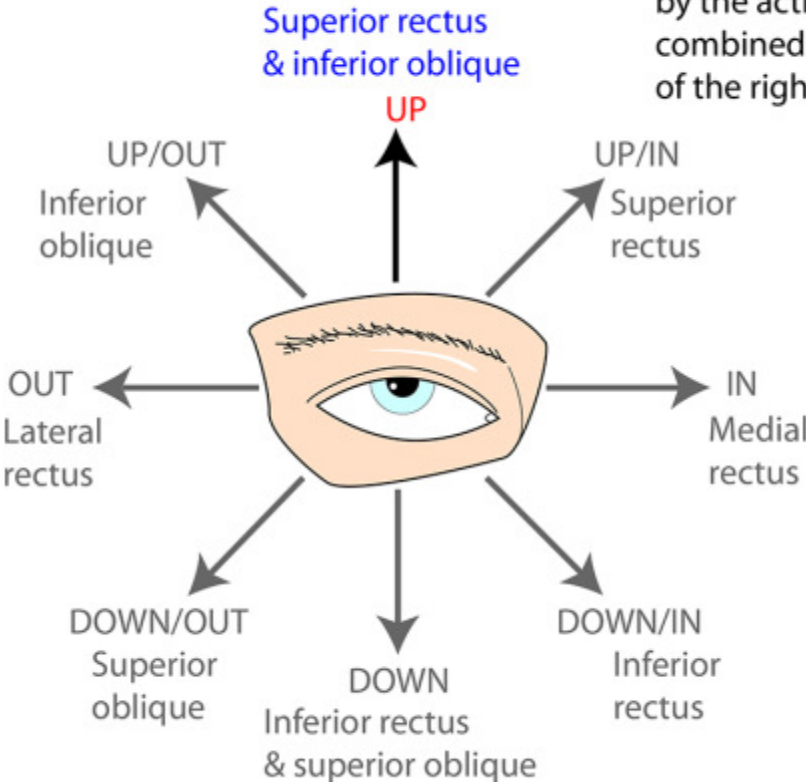 by the acti
combined
of the righ
Superior rectus
& inferior oblique
UP
UP/OUT
Inferior
oblique
UP/IN
Superior
rectus
OUT
Lateral
rectus
IN
Medial
rectus
DOWN/OUT
Superior
oblique
DOWN
Inferior rectus
& superior oblique
DOWN/IN
Inferior
rectus